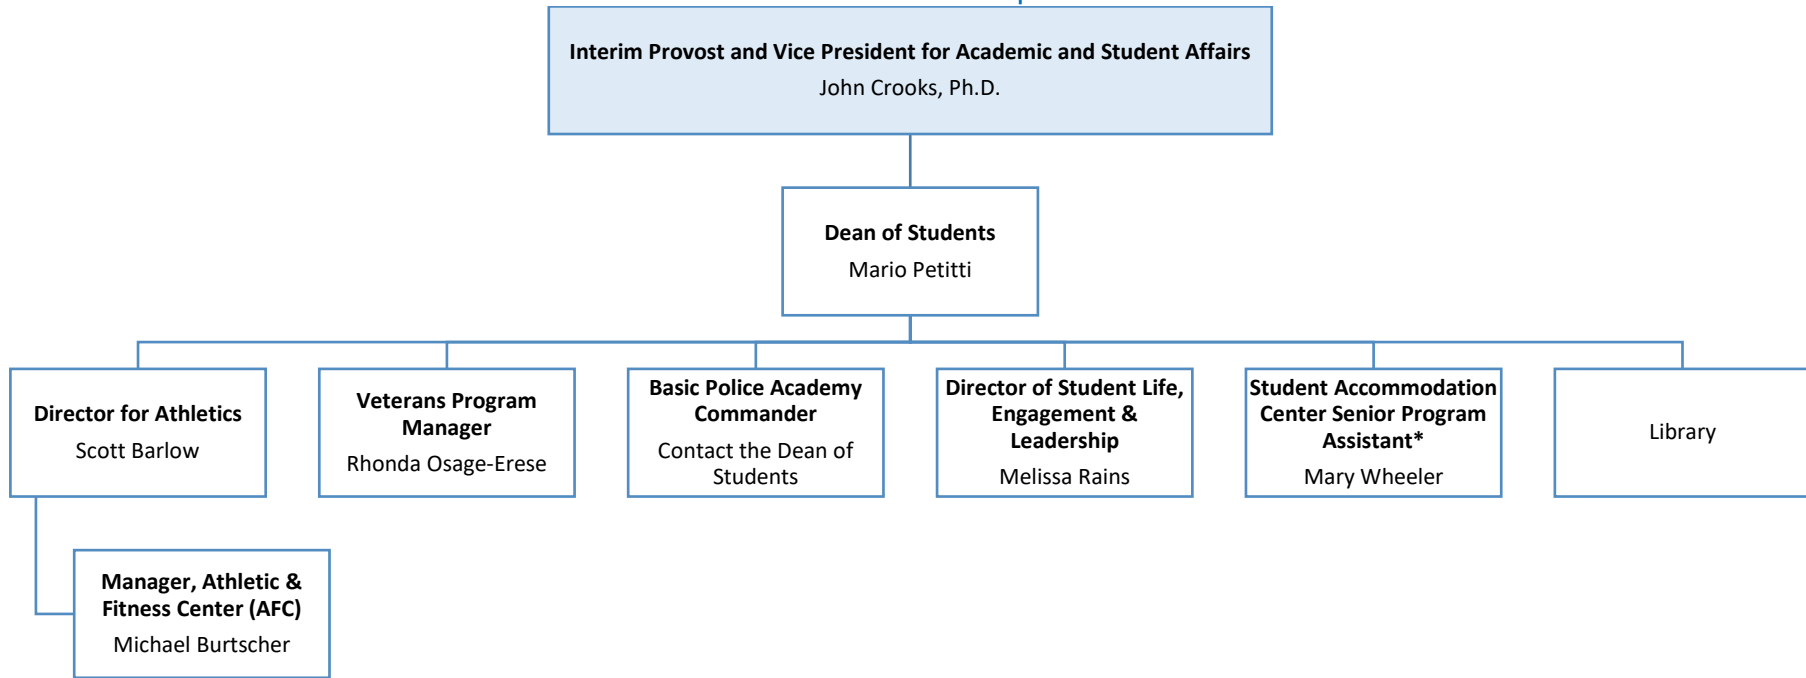 Interim Provost and Vice President for Academic and Student Affairs
John Crooks, Ph.D.
Dean of Students
Mario Petitti
Director for Athletics
Scott Barlow
Veterans Program
Manager
Rhonda Osage-Erese
Basic Police Academy
Commander
Contact the Dean of
Students
Director of Student Life,
Engagement &
Leadership
Melissa Rains
Student Accommodation
Center Senior Program
Assistant*
Mary Wheeler
Library
Manager, Athletic &
Fitness Center (AFC)
Michael Burtscher